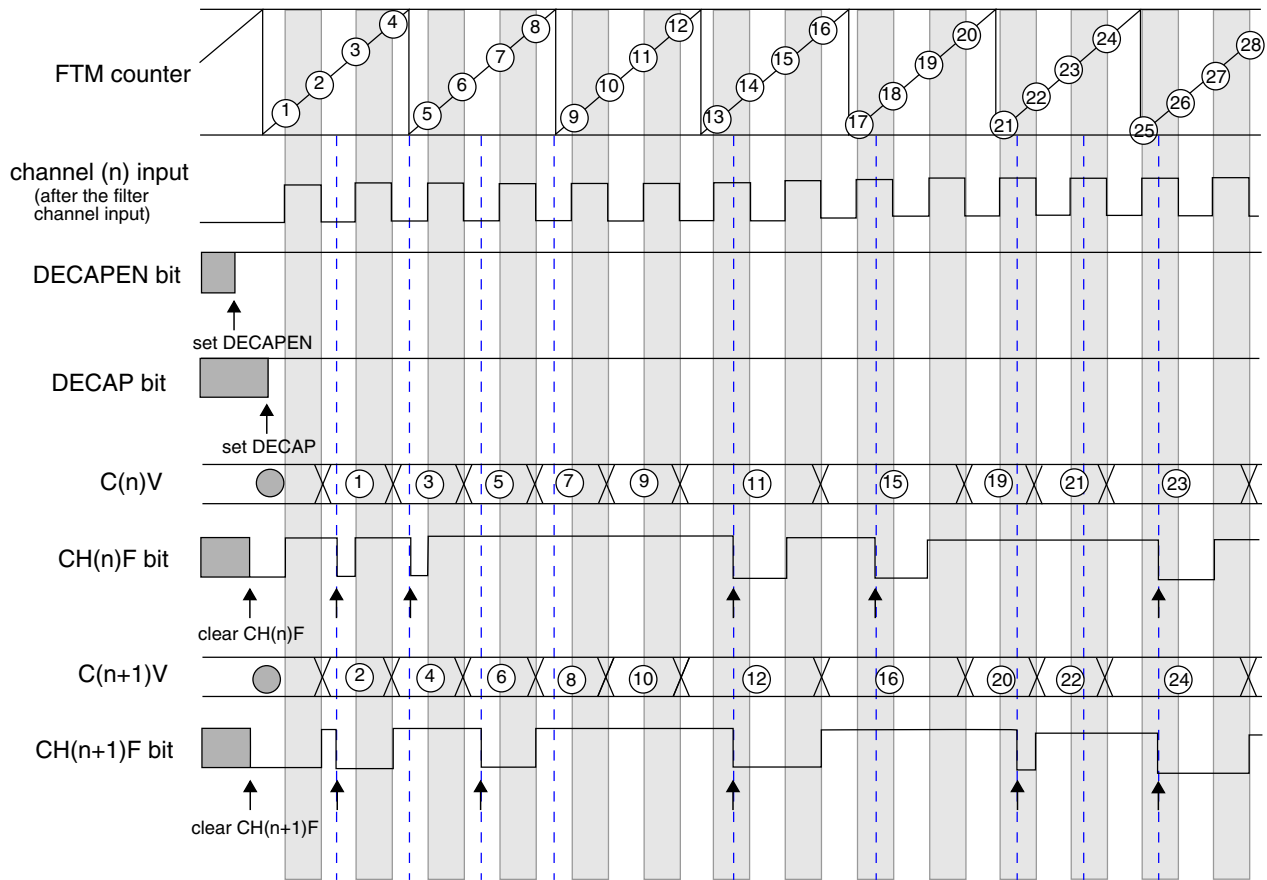 4 8 12 16 20 24 28
3 7 11 15 19 23 27
FTM counter 2 6 10 14 18 22 26
1 5 9 13 17 21 25
channel (n) input
(after the filter
channel input)
DECAPEN bit
set DECAPEN
DECAP bit
set DECAP
C(n)V 1 3 5 7 9 11 15 19 21 23
CH(n)F bit
clear CH(n)F
C(n+1)V 2 4 6 8 10 12 16 20 22 24
CH(n+1)F bit
clear CH(n+1)F